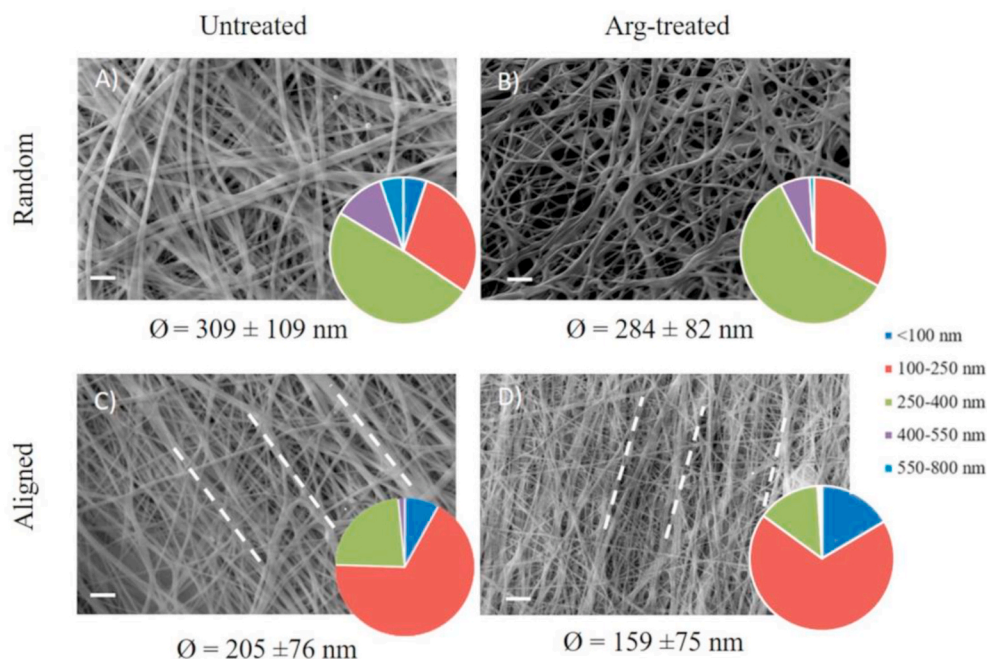 Untreated
Arg-treated
Random
A)
B)
Ø = 309 ± 109 nm
Ø = 284 ± 82 nm
<100 nm
100-250 nm
250-400 nm
400-550 nm
550-800 nm
Aligned
C)
D)
Ø = 205 ±76 nm
Ø = 159 ±75 nm